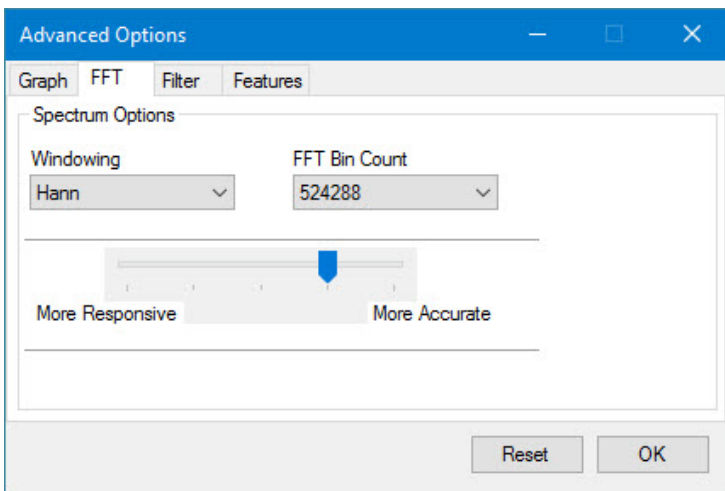 Advanced Options
Graph FFT Filter Features
Spectrum Options
Windowing FFT Bin Count
Hann 524288
More Responsive More Accurate
Reset OK